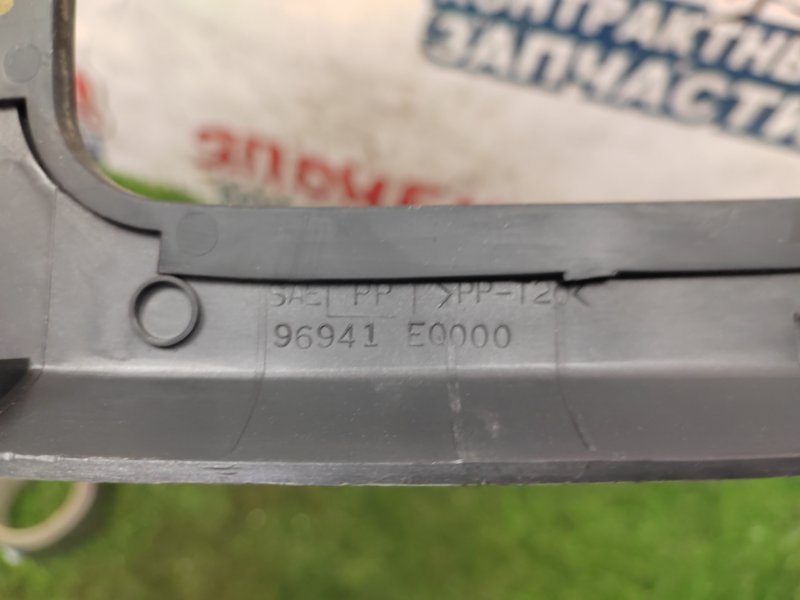 КОНТРАКТНЫ
ЗАПЧАСТИ
SAE PP >PP-T20<
96941 E0000